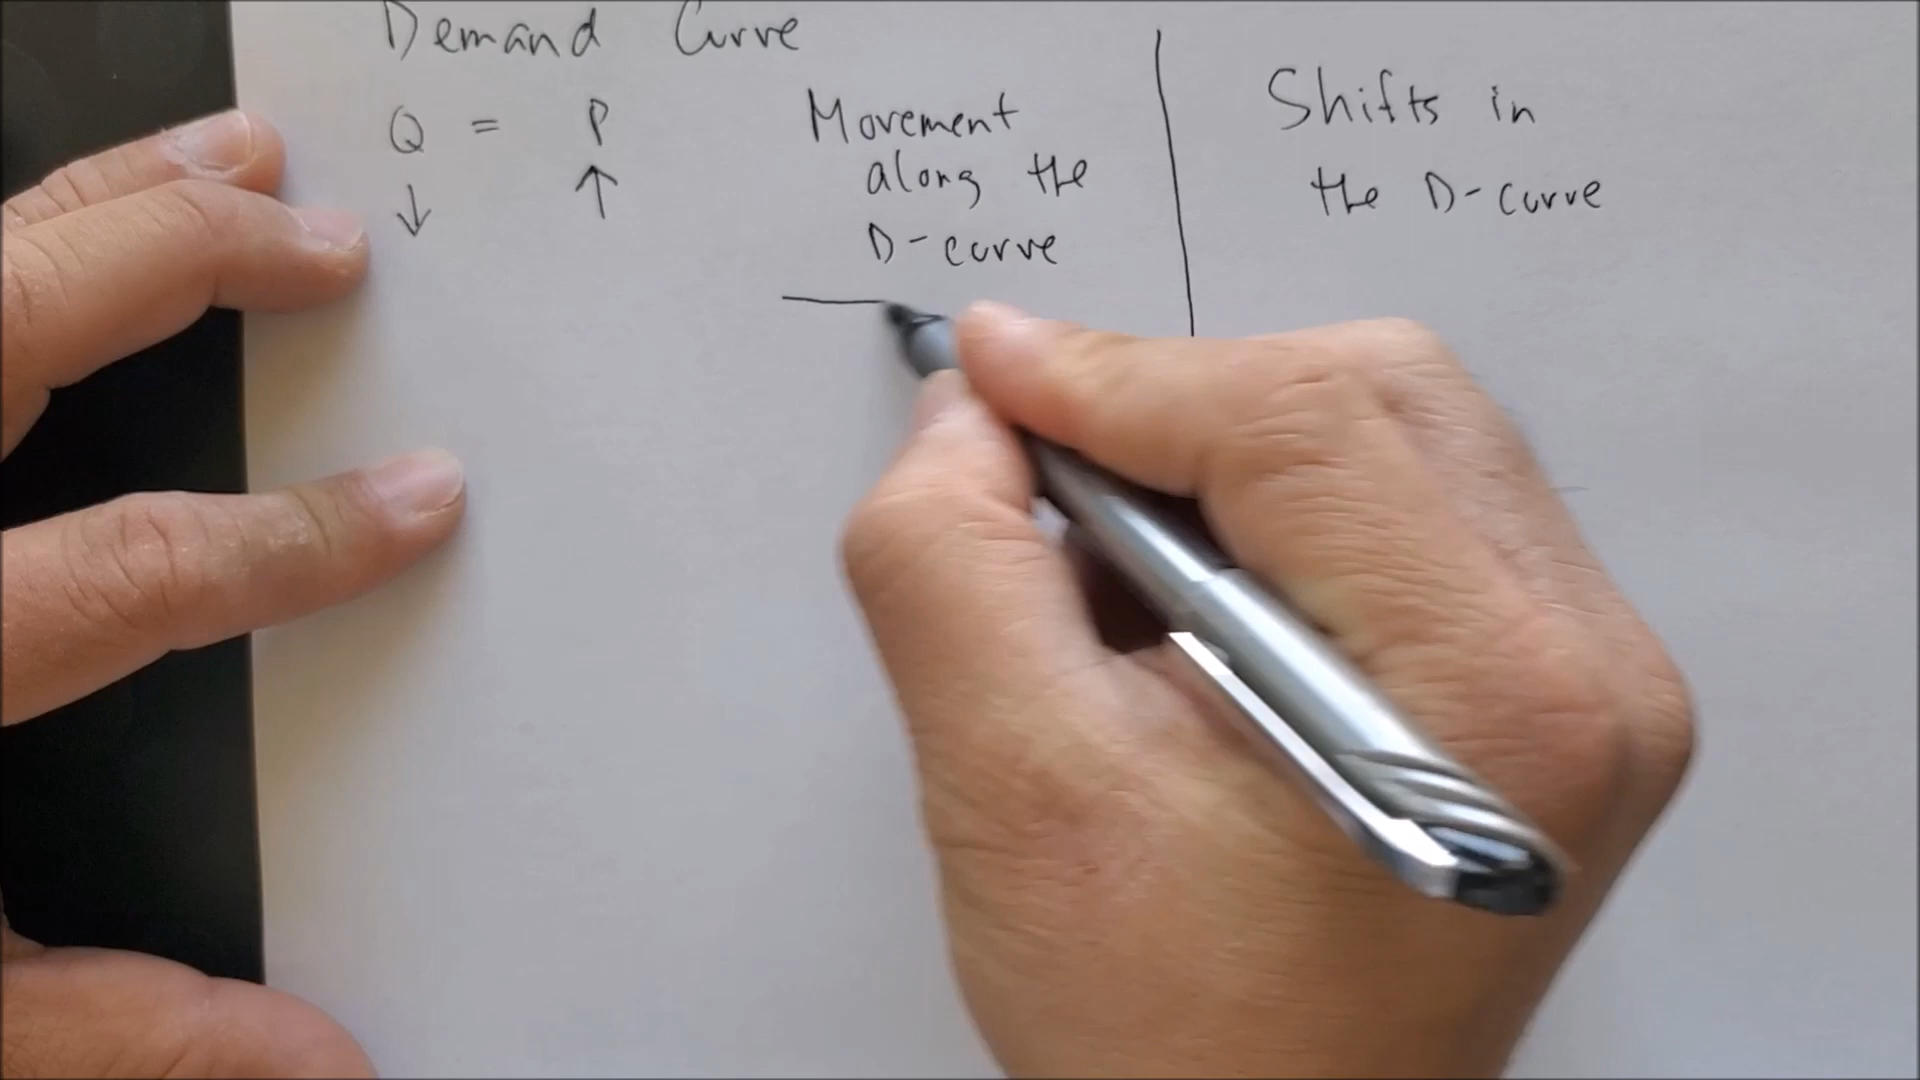 Demand Curve
Q = P
↓ ↑
Movement
along the
D-curve
Shifts in
the D-curve